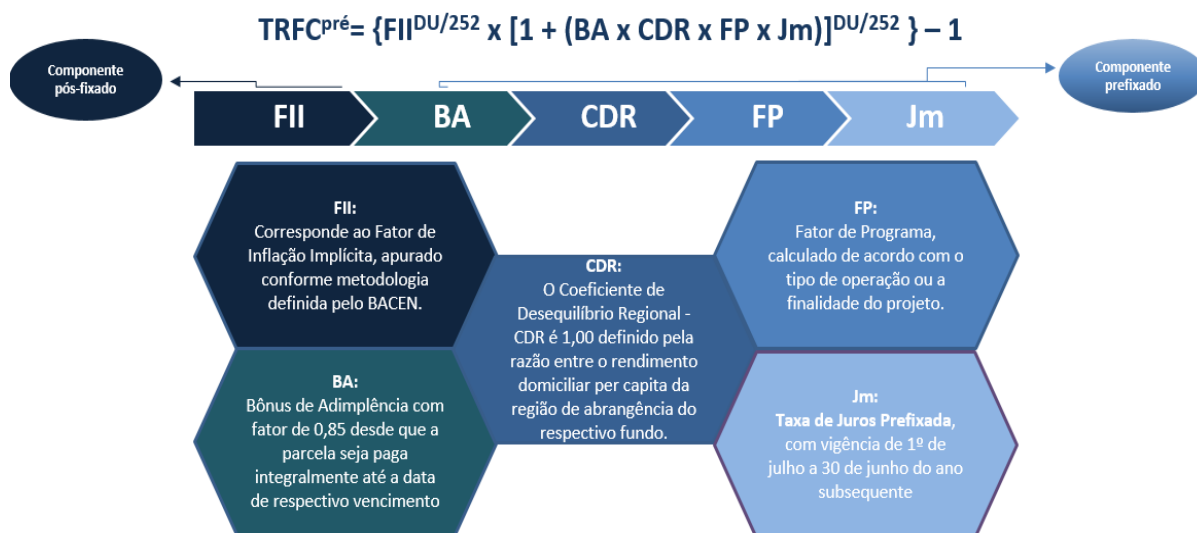 TRFCpré= {FIIDU/252 x [1 + (BA x CDR x FP x Jm)]DU/252 } – 1
Componente
pós-fixado
Componente
prefixado
FII
BA
CDR
FP
Jm
FII:
Corresponde ao Fator de
Inflação Implícita, apurado
conforme metodologia
definida pelo BACEN.
BA:
Bônus de Adimplência com
fator de 0,85 desde que a
parcela seja paga
integralmente até a data
de respectivo vencimento
CDR:
O Coeficiente de
Desequilíbrio Regional -
CDR é 1,00 definido pela
razão entre o rendimento
domiciliar per capita da
região de abrangência do
respectivo fundo.
FP:
Fator de Programa,
calculado de acordo com o
tipo de operação ou a
finalidade do projeto.
Jm:
Taxa de Juros Prefixada,
com vigência de 1º de
julho a 30 de junho do ano
subsequente